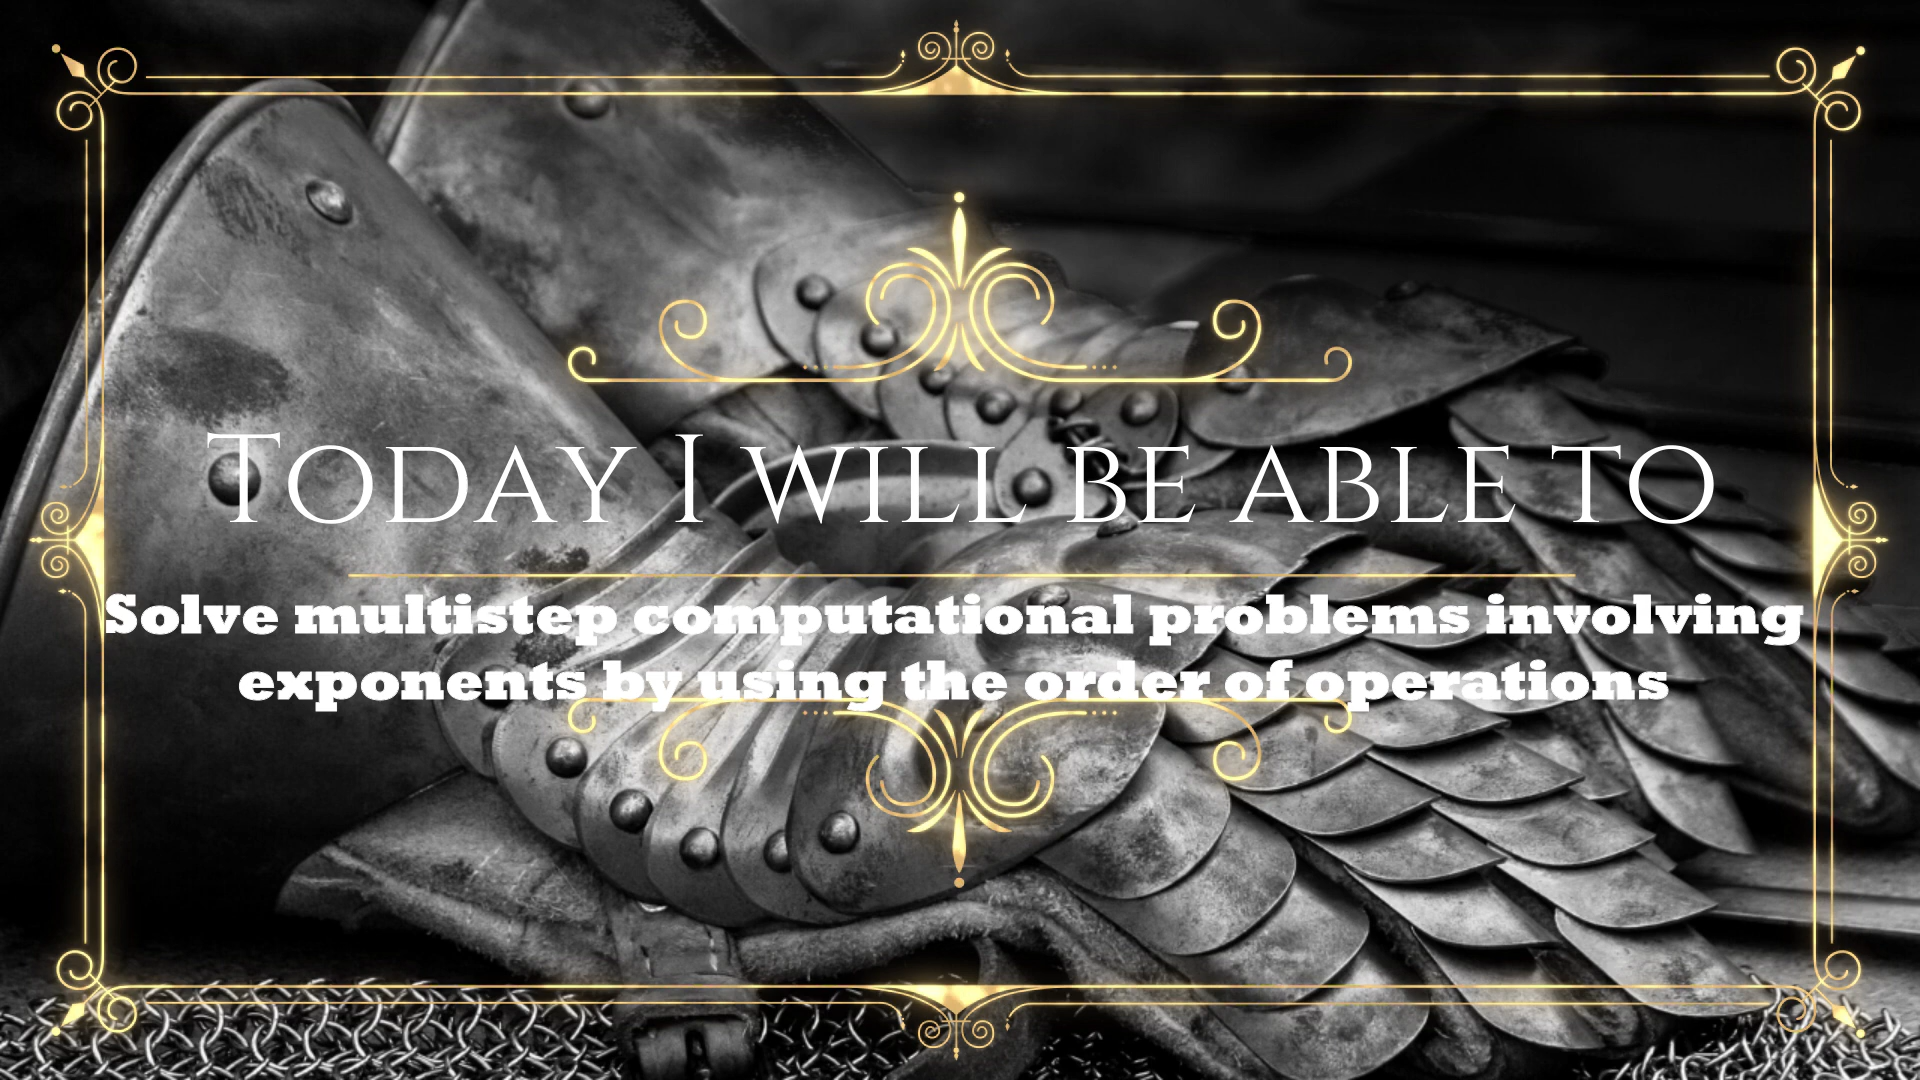 Today I will be able to
Solve multistep computational problems involving
exponents by using the order of operations